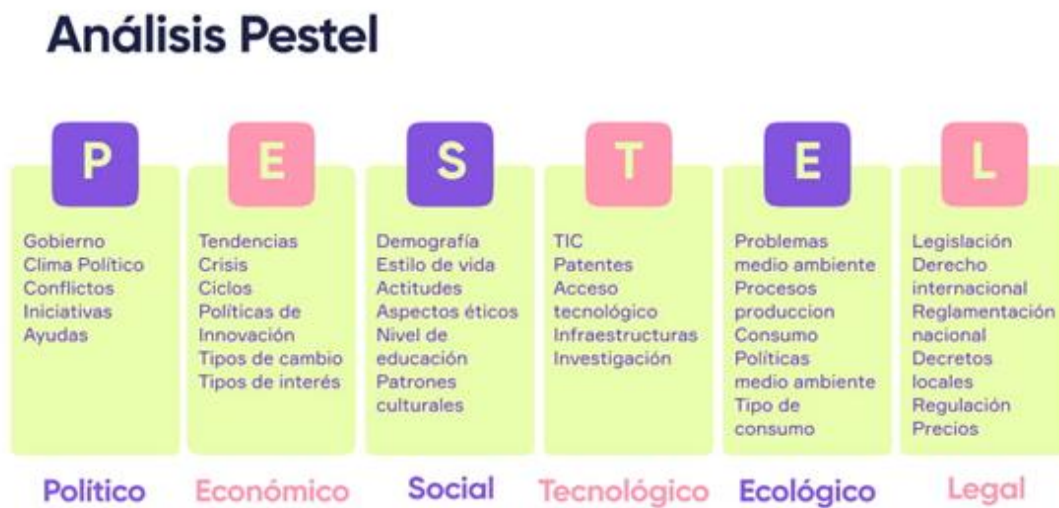 Análisis Pestel
P
Gobierno
Clima Político
Conflictos
Iniciativas
Ayudas
Político
E
Tendencias
Crisis
Ciclos
Políticas de
Innovación
Tipos de cambio
Tipos de interés
Económico
S
Demografía
Estilo de vida
Actitudes
Aspectos éticos
Nivel de
educación
Patrones
culturales
Social
T
TIC
Patentes
Acceso
tecnológico
Infraestructuras
Investigación
Tecnológico
E
Problemas
medio ambiente
Procesos
produccion
Consumo
Políticas
medio ambiente
Tipo de
consumo
Ecológico
L
Legislación
Derecho
internacional
Reglamentación
nacional
Decretos
locales
Regulación
Precios
Legal